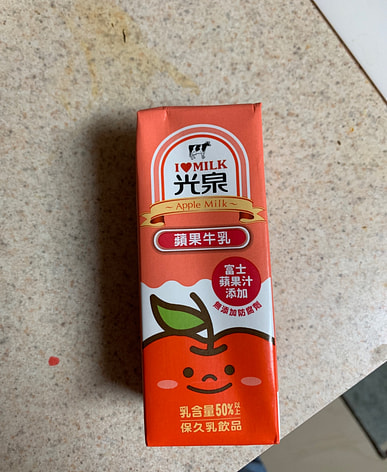 I♥MILK
光泉
~Apple Milk~
蘋果牛乳
富士
蘋果汁
添加
無添加防腐劑
乳含量50%以上
保久乳飲品